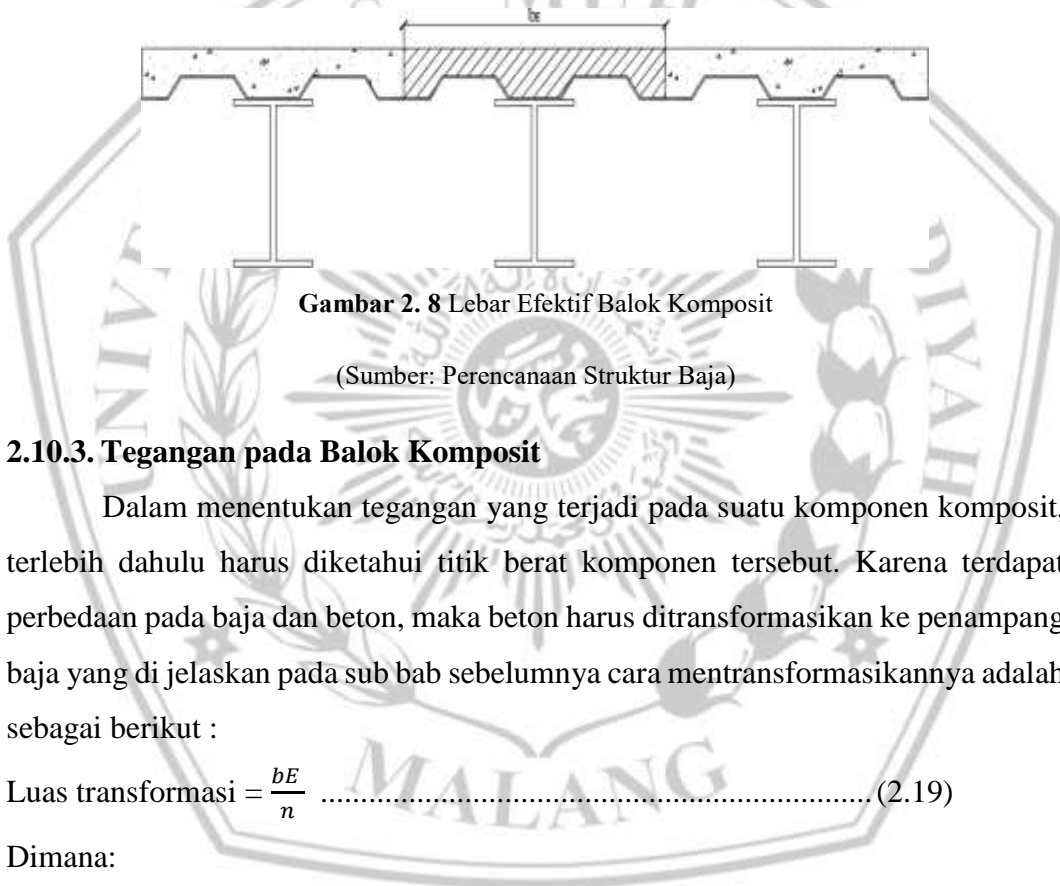 bE
Gambar 2. 8 Lebar Efektif Balok Komposit
(Sumber: Perencanaan Struktur Baja)
2.10.3. Tegangan pada Balok Komposit
Dalam menentukan tegangan yang terjadi pada suatu komponen komposit,
terlebih dahulu harus diketahui titik berat komponen tersebut. Karena terdapat
perbedaan pada baja dan beton, maka beton harus ditransformasikan ke penampang
baja yang di jelaskan pada sub bab sebelumnya cara mentransformasikannya adalah
sebagai berikut :
Luas transformasi = bE/n ........................................................... (2.19)
Dimana:
MALANG